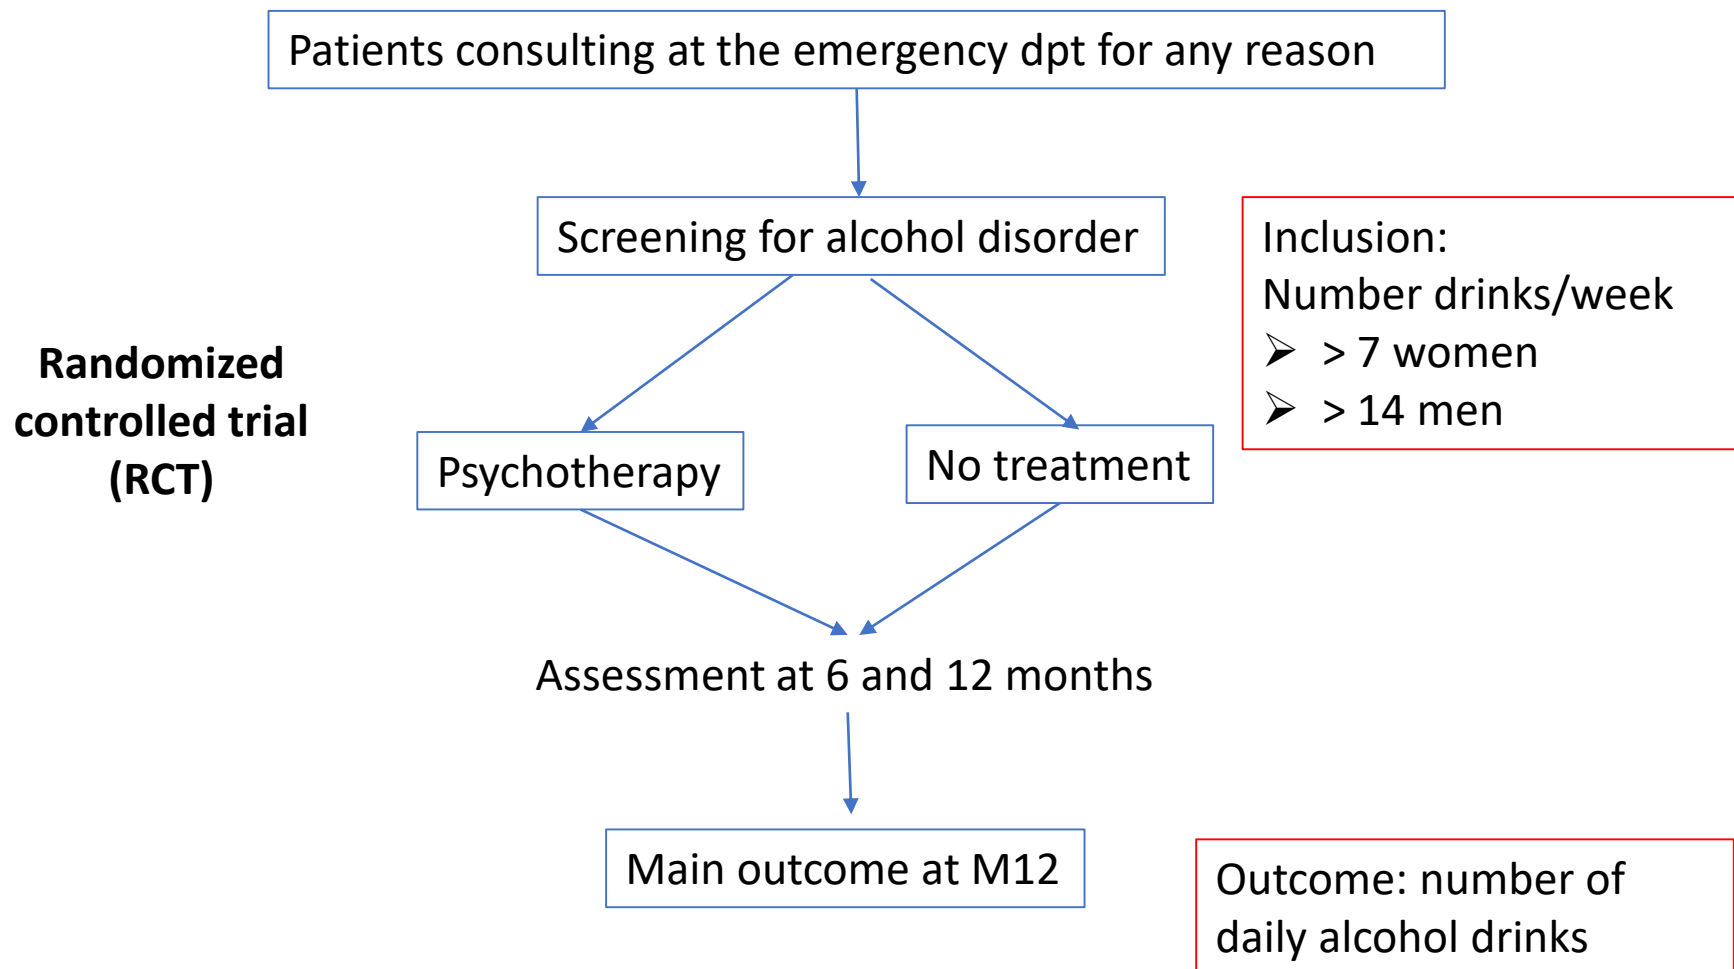 Patients consulting at the emergency dpt for any reason
Screening for alcohol disorder
Inclusion:
Number drinks/week
➢ > 7 women
➢ > 14 men
Randomized
controlled trial
(RCT)
Psychotherapy
No treatment
Assessment at 6 and 12 months
Main outcome at M12
Outcome: number of
daily alcohol drinks